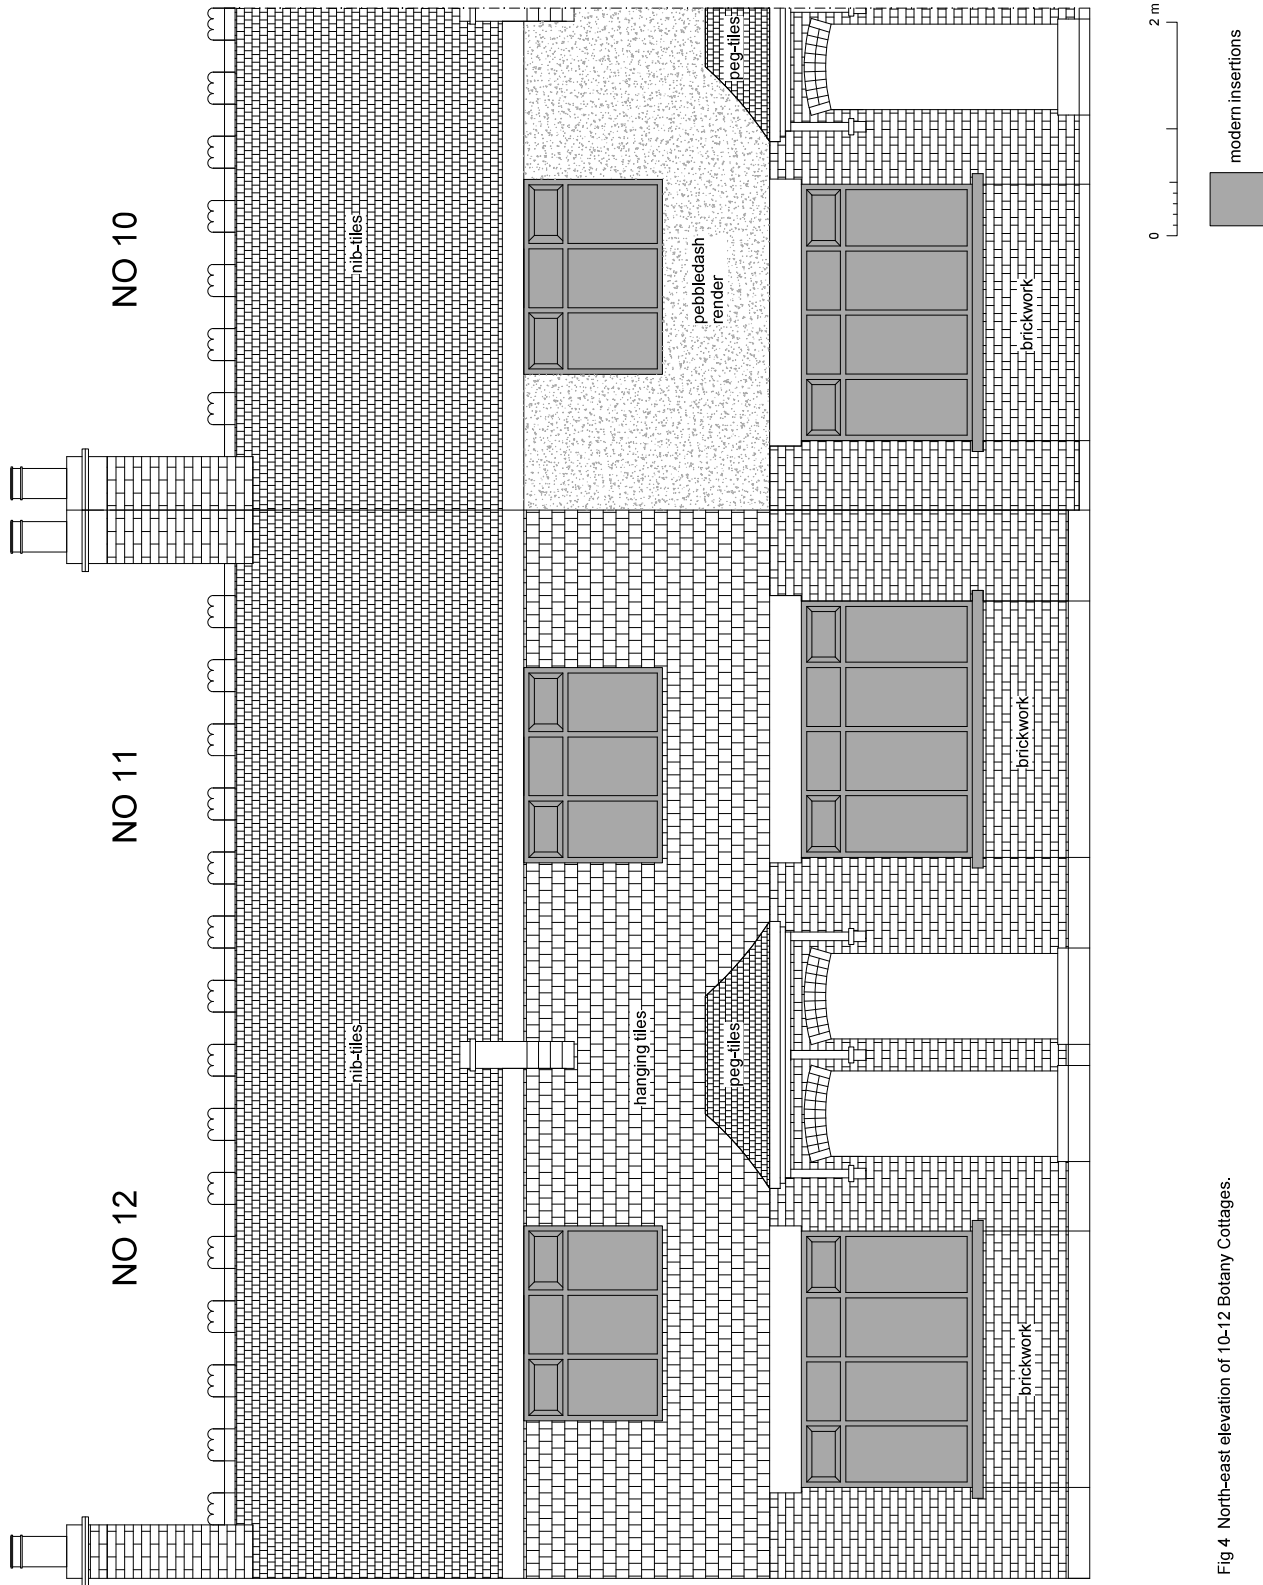 NO 12
NO 11
NO 10
nib-tiles
nib-tiles
hanging tiles
pebbledash
render
peg-tiles
peg-tiles
brickwork
brickwork
brickwork
0
2 m
modern insertions
Fig 4 North-east elevation of 10-12 Botany Cottages.